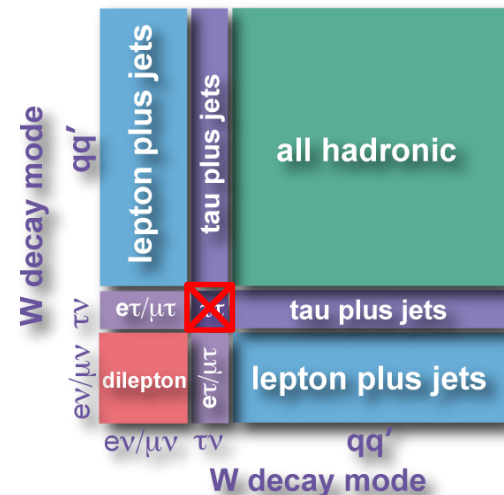 lepton plus jets
tau plus jets
all hadronic
W decay mode
qq′
τν
eν/μν
eτ/μτ
ττ
tau plus jets
dilepton
eτ/μτ
lepton plus jets
eν/μν
τν
qq′
W decay mode